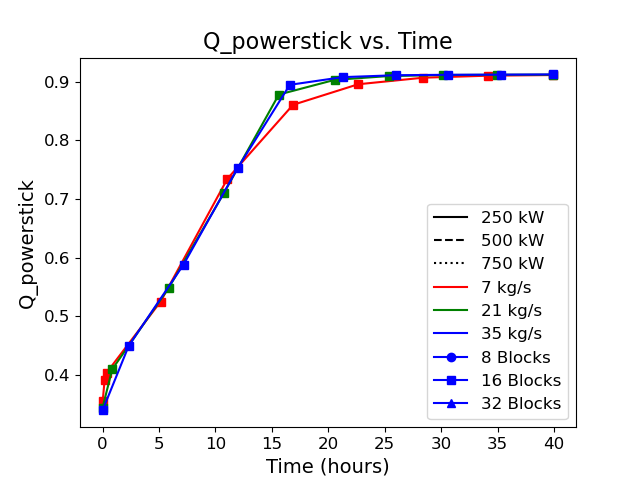 Q_powerstick vs. Time
Q_powerstick
0.9
0.8
0.7
0.6
0.5
0.4
0
5
10
15
20
25
30
35
40
Time (hours)
250 kW
500 kW
750 kW
7 kg/s
21 kg/s
35 kg/s
8 Blocks
16 Blocks
32 Blocks